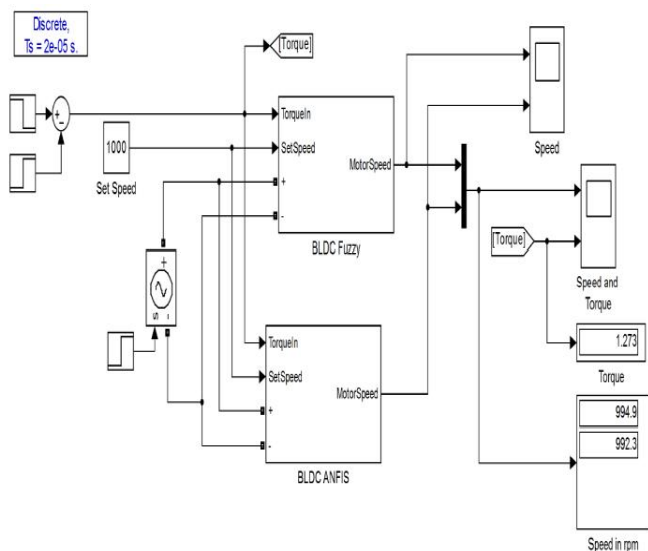 Discrete,
Ts = 2e-05 s.
[Torque]
TorqueIn
SetSpeed
+
-
MotorSpeed
BLDC Fuzzy
1000
Set Speed
+
-
s
+
-
TorqueIn
SetSpeed
+
-
MotorSpeed
BLDC ANFIS
Speed
[Torque]
Speed and
Torque
1.273
Torque
994.9
992.3
Speed in rpm